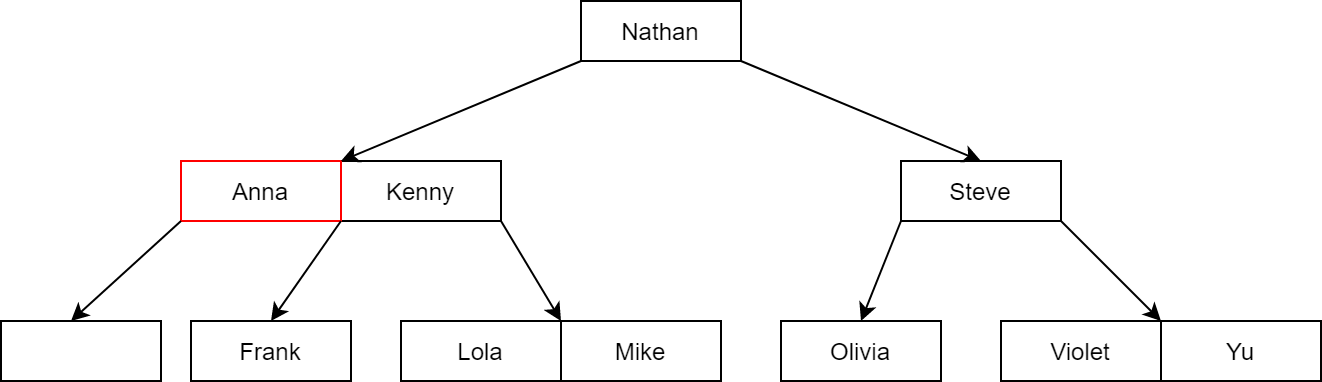 Nathan
Anna
Kenny
Steve
Frank
Lola
Mike
Olivia
Violet
Yu